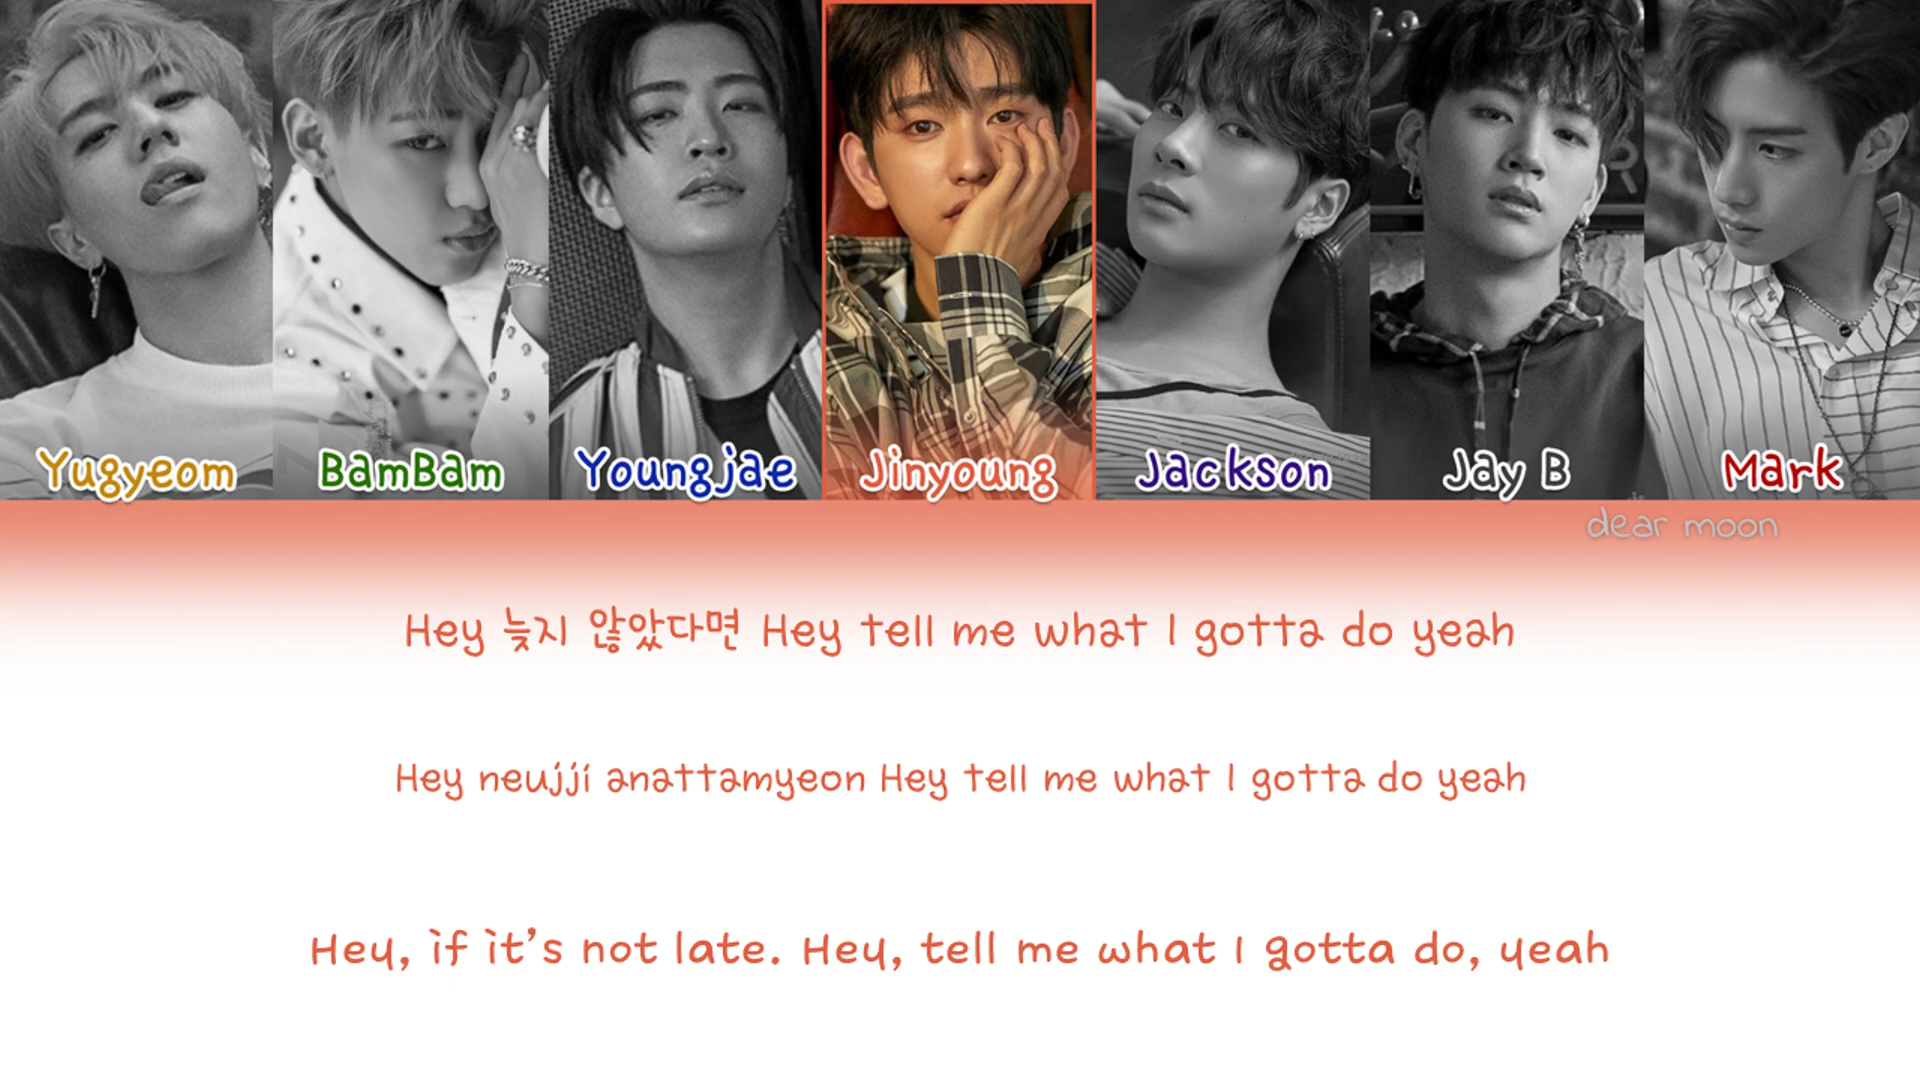 Yugyeom BamBam Youngjae Jinyoung Jackson Jay B Mark
dear moon
Hey 늦지 않았다면 Hey tell me what I gotta do yeah
Hey neujji anattamyeon Hey tell me what I gotta do yeah
Hey, if it's not late. Hey, tell me what I gotta do, yeah